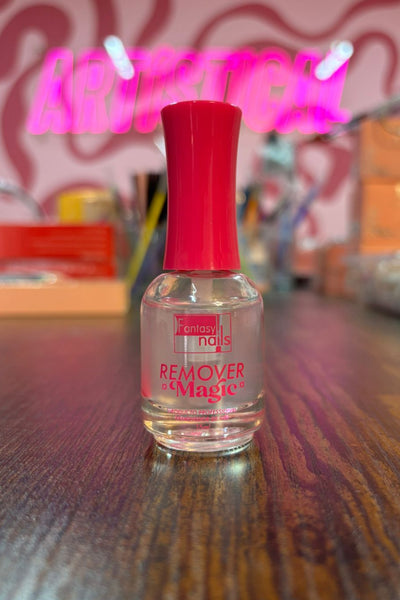 ARTISTICAL
Fantasy
nails
REMOVER
Magic